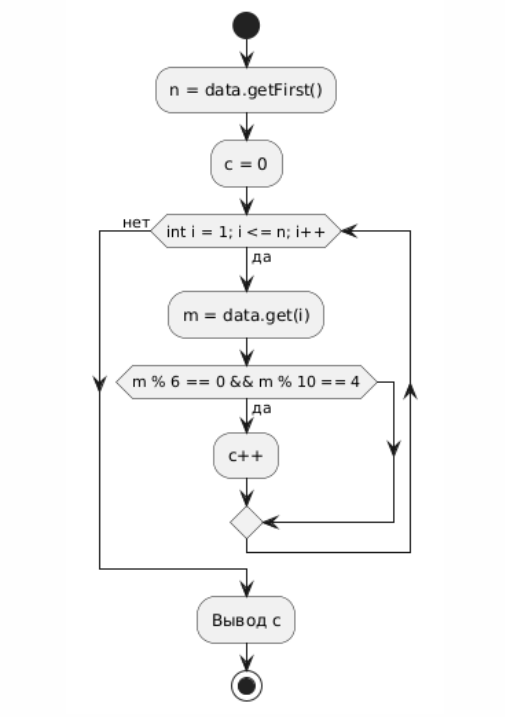 n = data.getFirst()
c = 0
нет
int i = 1; i <= n; i++
да
m = data.get(i)
m % 6 == 0 && m % 10 == 4
да
c++
Вывод c